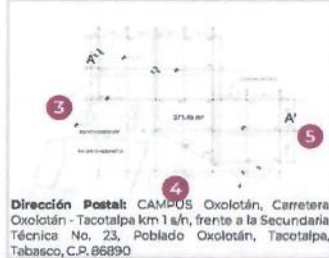 A'
3
371.45 m²
A'
5
4
Dirección Postal: CAMPUS Oxolotán, Carretera
Oxolotán - Tacotalpa km 1 s/n, frente a la Secundaria
Técnica No. 23, Poblado Oxolotán, Tacotalpa,
Tabasco, C.P. 86890